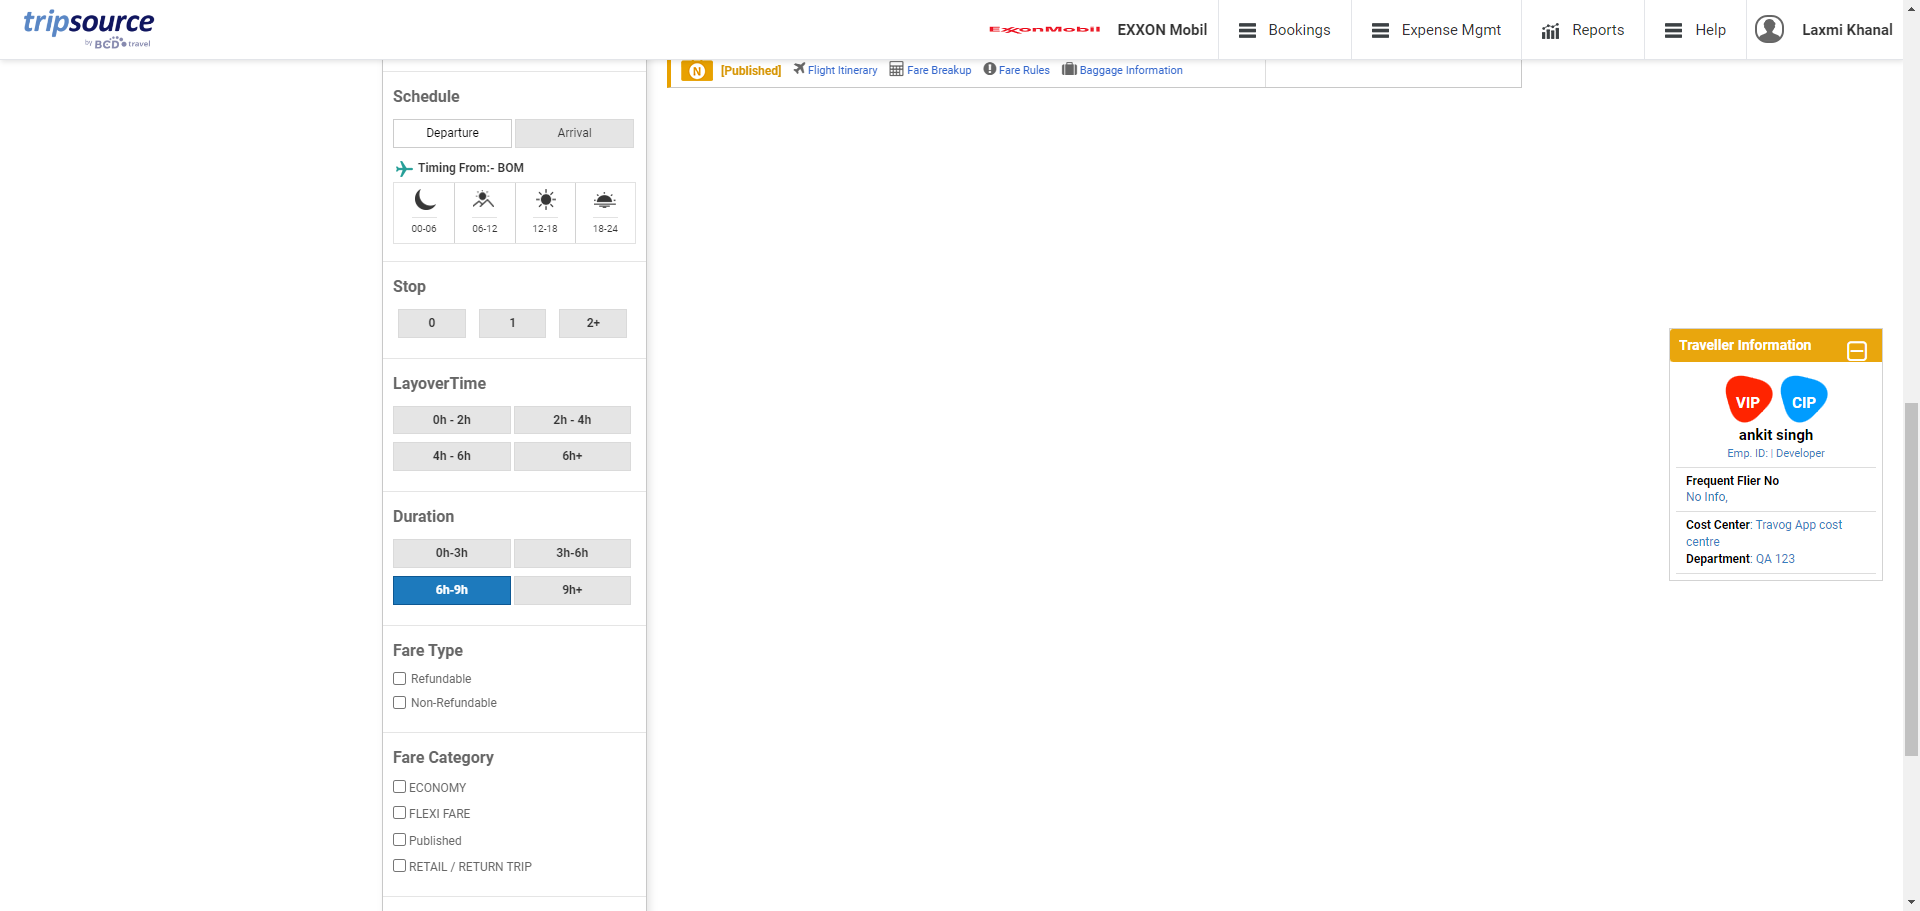 tripsource
by BCD travel
ExxonMobil EXXON Mobil Bookings Expense Mgmt Reports Help Laxmi Khanal
N [Published] Flight Itinerary Fare Breakup Fare Rules Baggage Information
Schedule
Departure Arrival
Timing From:- BOM
00-06 06-12 12-18 18-24
Stop
0 1 2+
LayoverTime
0h - 2h 2h - 4h
4h - 6h 6h+
Duration
0h-3h 3h-6h
6h-9h 9h+
Fare Type
Refundable
Non-Refundable
Fare Category
ECONOMY
FLEXI FARE
Published
RETAIL / RETURN TRIP
Traveller Information
VIP CIP
ankit singh
Emp. ID: | Developer
Frequent Flier No
No Info,
Cost Center: Travog App cost
centre
Department: QA 123